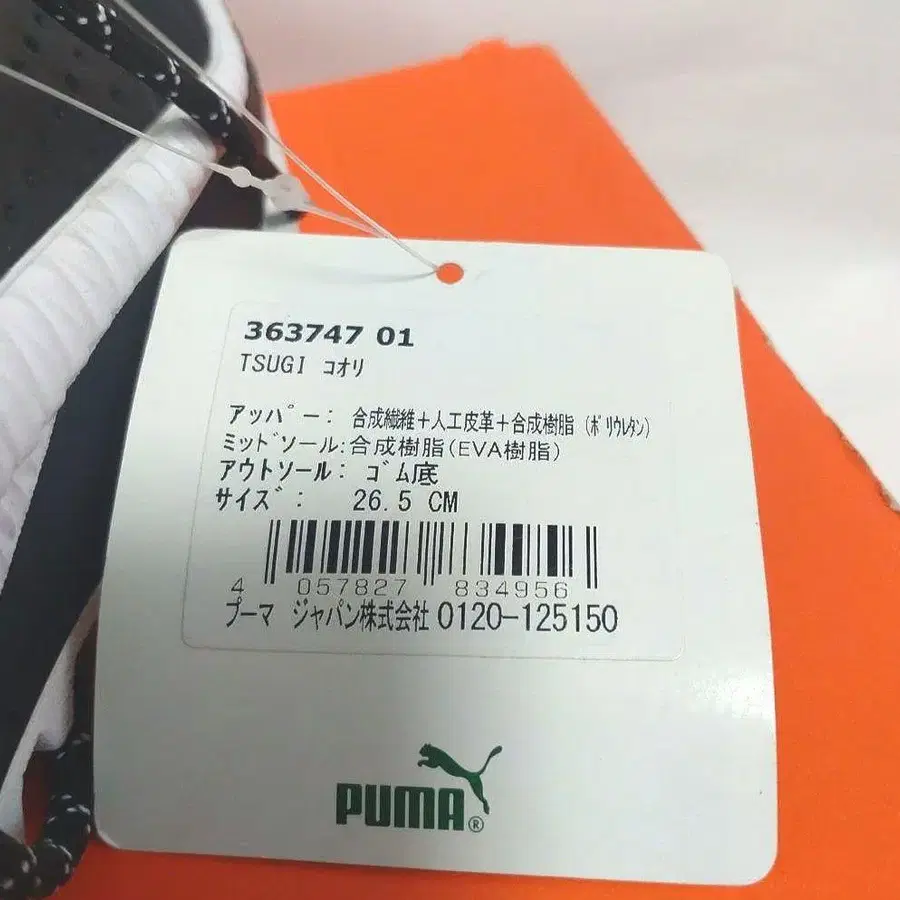 363747 01
TSUGI コオリ
アッパー: 合成繊維+人工皮革+合成樹脂 (ポリウレタン)
ミッドソール:合成樹脂(EVA樹脂)
アウトソール: ゴム底
サイズ: 26.5 CM
4 057827 834956
プーマ ジャパン株式会社 0120-125150
PUMA®